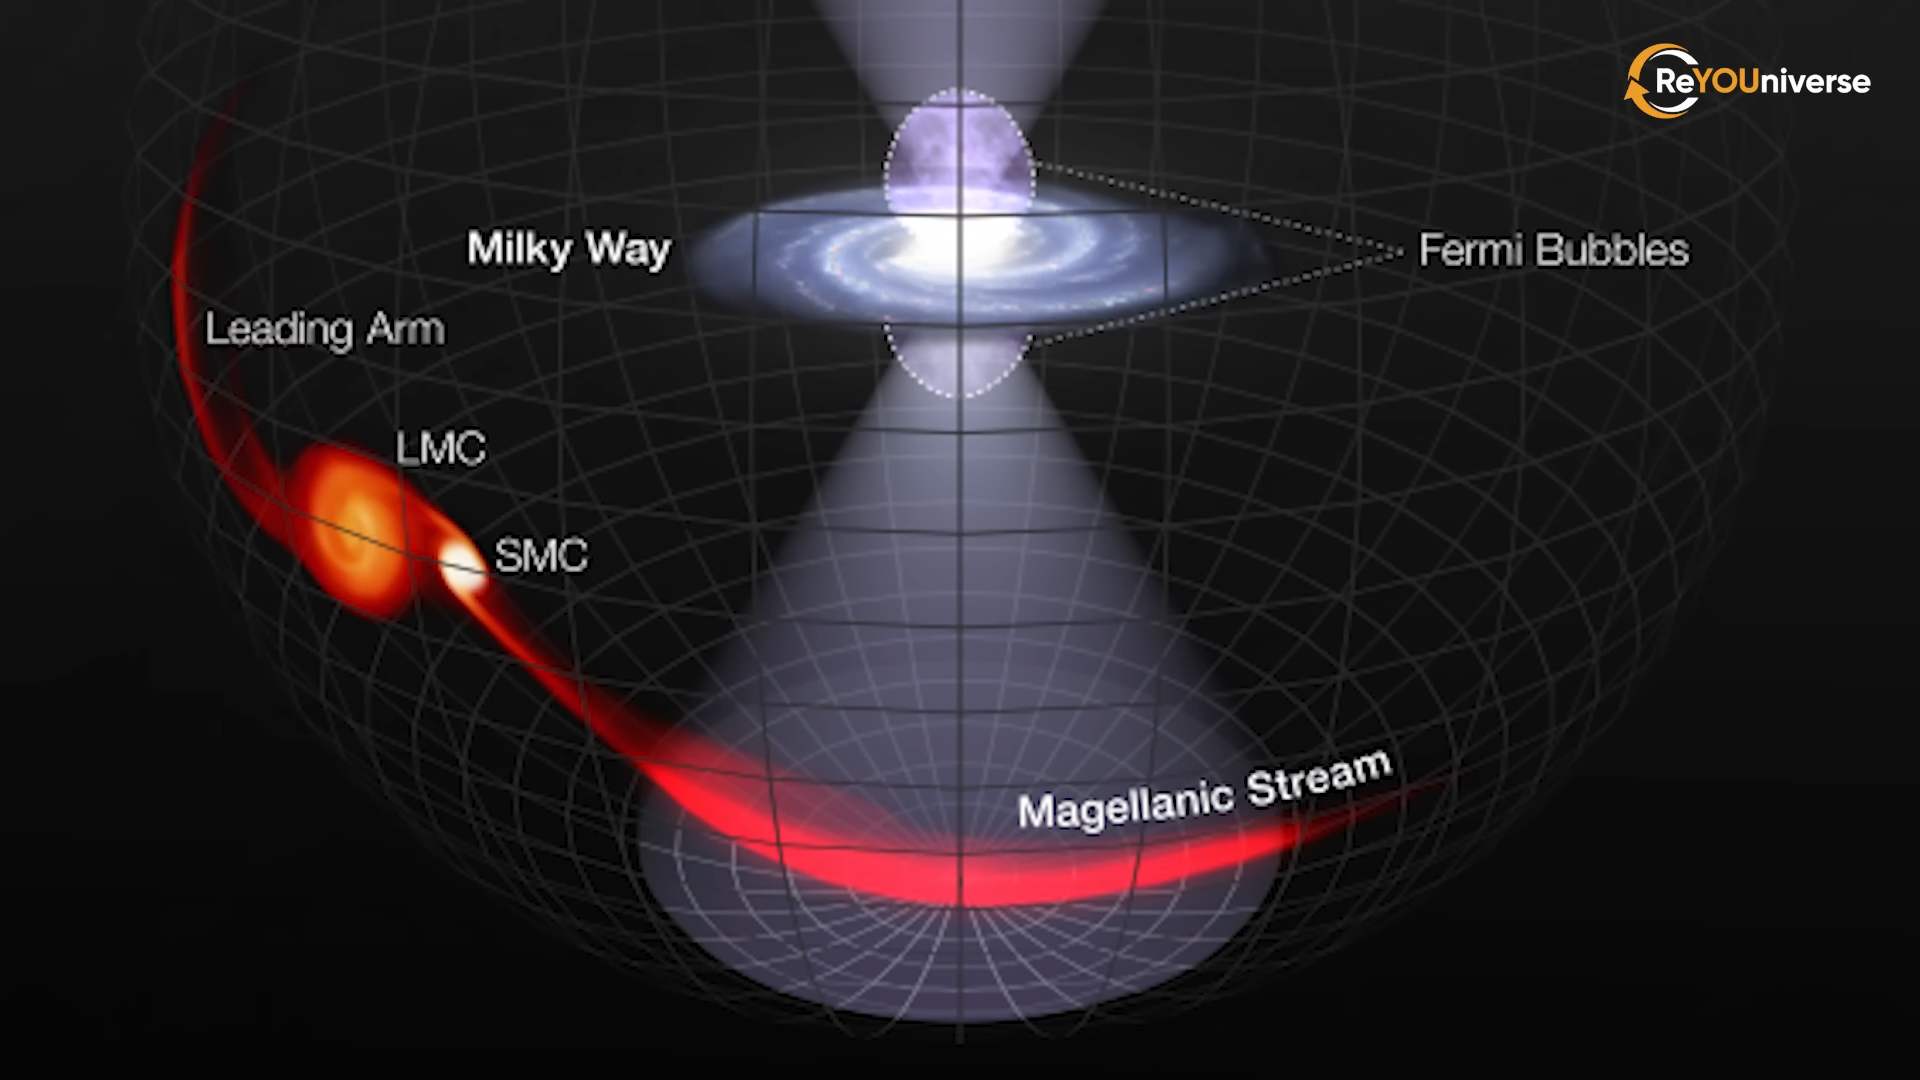 ReYOUniverse
Milky Way
Fermi Bubbles
Leading Arm
LMC
SMC
Magellanic Stream